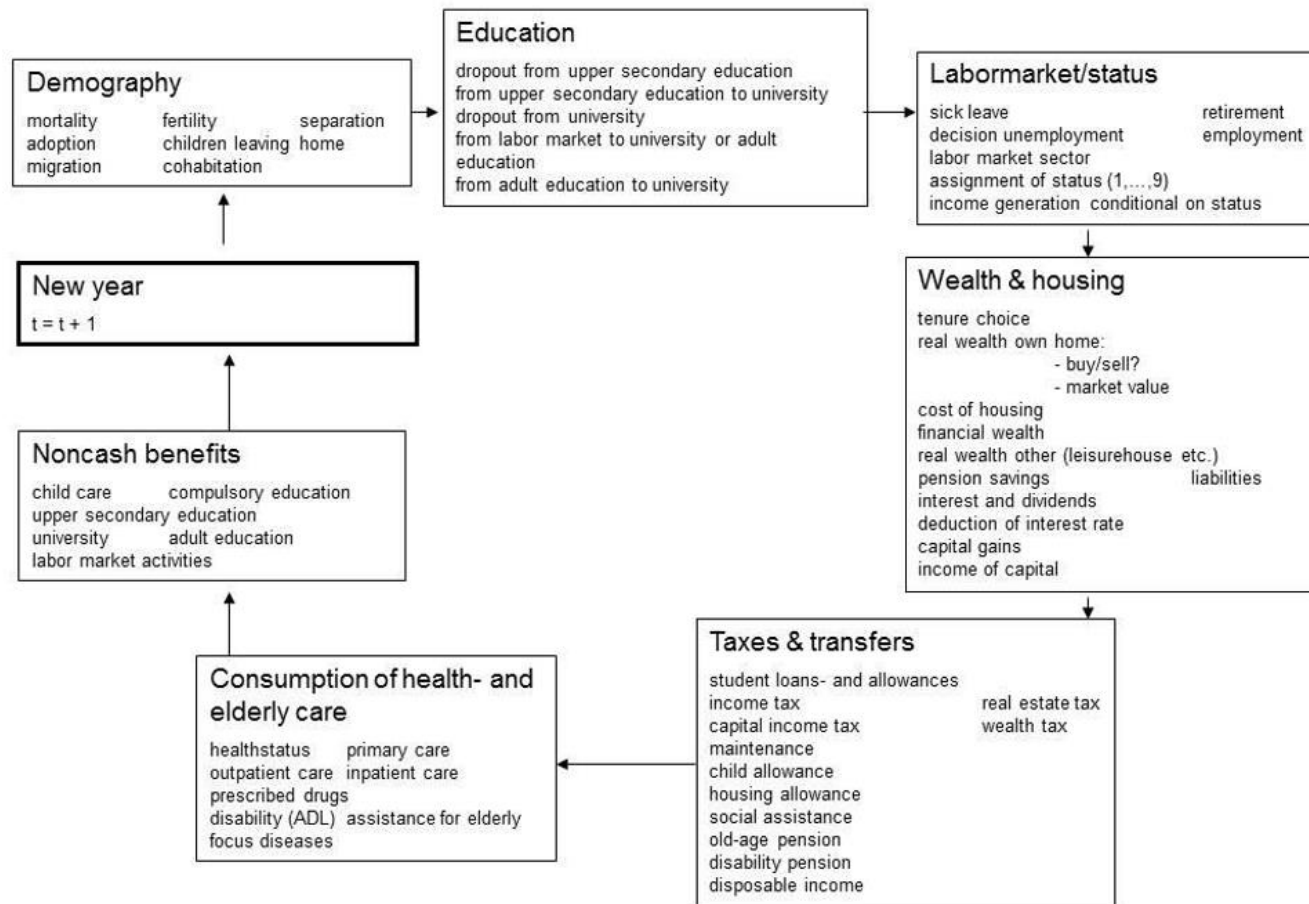 Demography
mortality fertility separation
adoption children leaving home
migration cohabitation
Education
dropout from upper secondary education
from upper secondary education to university
dropout from university
from labor market to university or adult
education
from adult education to university
Labormarket/status
sick leave retirement
decision unemployment employment
labor market sector
assignment of status (1,...,9)
income generation conditional on status
Wealth & housing
tenure choice
real wealth own home:
- buy/sell?
- market value
cost of housing
financial wealth
real wealth other (leisurehouse etc.)
pension savings liabilities
interest and dividends
deduction of interest rate
capital gains
income of capital
Taxes & transfers
student loans- and allowances
income tax real estate tax
capital income tax wealth tax
maintenance
child allowance
housing allowance
social assistance
old-age pension
disability pension
disposable income
Consumption of health- and
elderly care
healthstatus primary care
outpatient care inpatient care
prescribed drugs
disability (ADL) assistance for elderly
focus diseases
Noncash benefits
child care compulsory education
upper secondary education
university adult education
labor market activities
New year
t = t + 1